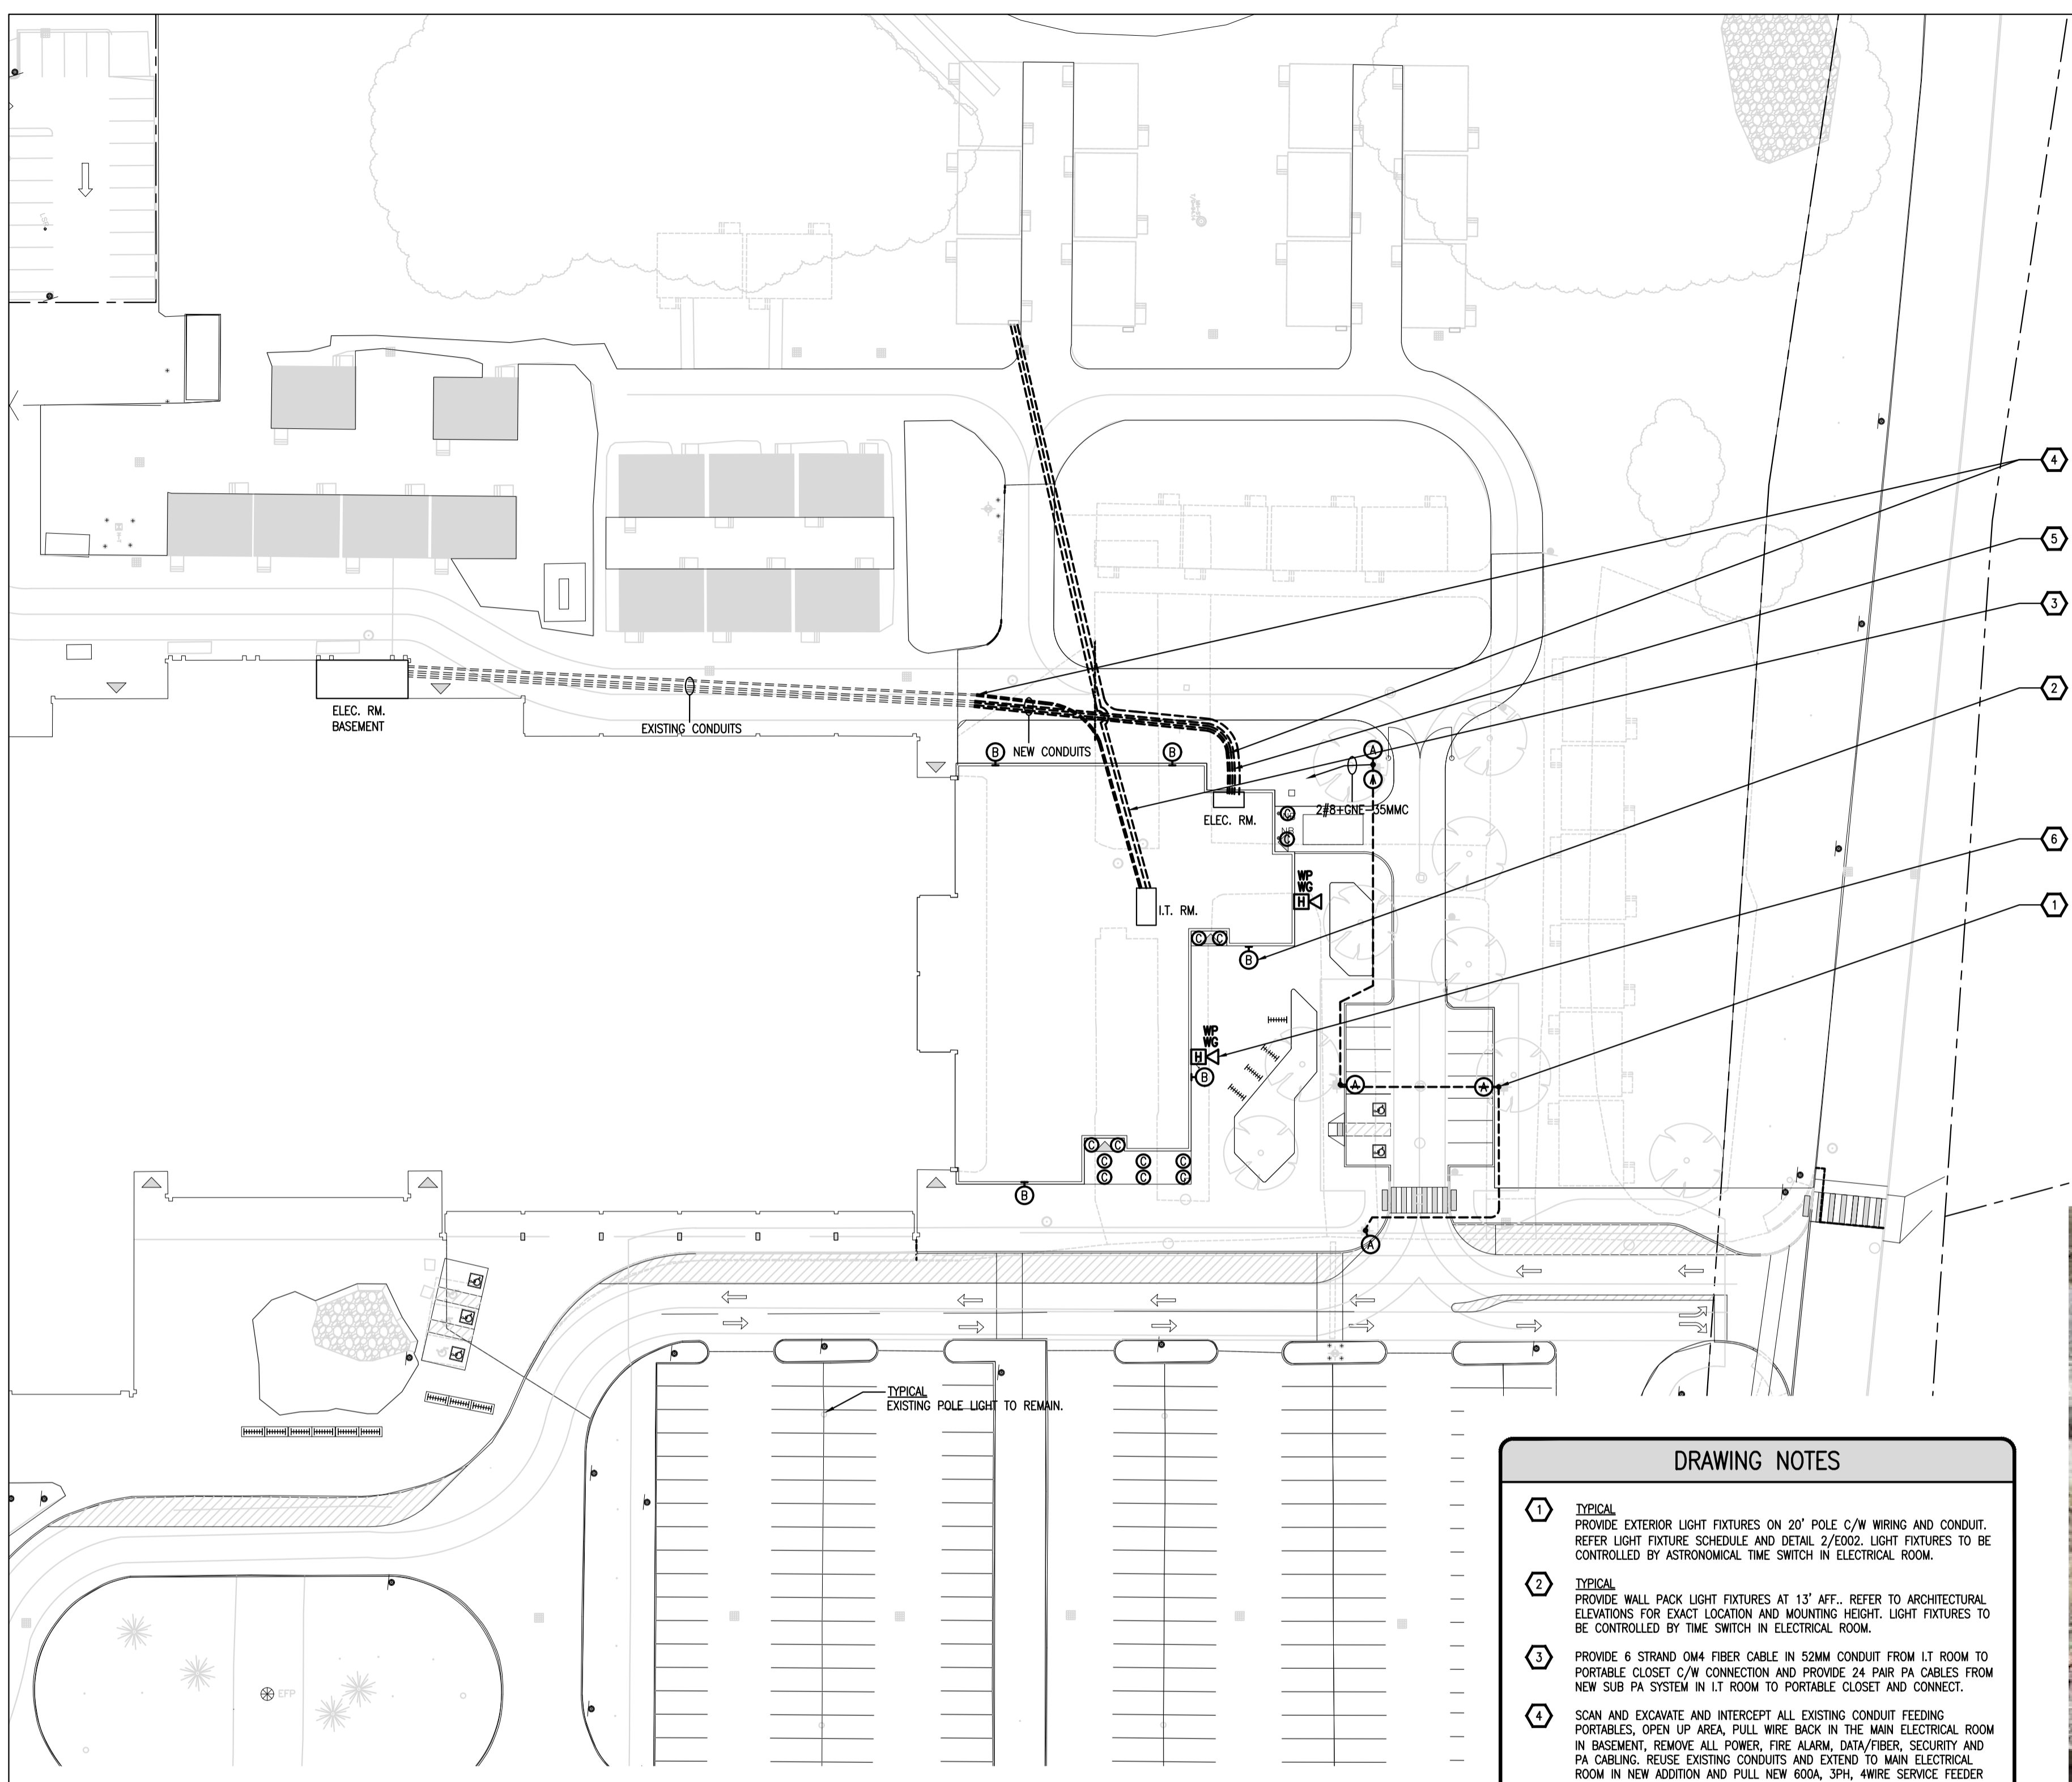 4
5
3
2
6
1
ELEC. RM.
BASEMENT
EXISTING CONDUITS
B
NEW CONDUITS
B
A
A
2#8+GNE-35MMC
ELEC. RM.
C
C
WP
WG
H
I.T. RM.
C
C
B
WP
WG
H
B
A
A
C
C
C
C
C
C
C
C
B
A
TYPICAL
EXISTING POLE LIGHT TO REMAIN.
EFP
DRAWING NOTES
1
TYPICAL
PROVIDE EXTERIOR LIGHT FIXTURES ON 20' POLE C/W WIRING AND CONDUIT.
REFER LIGHT FIXTURE SCHEDULE AND DETAIL 2/E002. LIGHT FIXTURES TO BE
CONTROLLED BY ASTRONOMICAL TIME SWITCH IN ELECTRICAL ROOM.
2
TYPICAL
PROVIDE WALL PACK LIGHT FIXTURES AT 13' AFF.. REFER TO ARCHITECTURAL
ELEVATIONS FOR EXACT LOCATION AND MOUNTING HEIGHT. LIGHT FIXTURES TO
BE CONTROLLED BY TIME SWITCH IN ELECTRICAL ROOM.
3
PROVIDE 6 STRAND OM4 FIBER CABLE IN 52MM CONDUIT FROM I.T ROOM TO
PORTABLE CLOSET C/W CONNECTION AND PROVIDE 24 PAIR PA CABLES FROM
NEW SUB PA SYSTEM IN I.T ROOM TO PORTABLE CLOSET AND CONNECT.
4
SCAN AND EXCAVATE AND INTERCEPT ALL EXISTING CONDUIT FEEDING
PORTABLES, OPEN UP AREA, PULL WIRE BACK IN THE MAIN ELECTRICAL ROOM
IN BASEMENT, REMOVE ALL POWER, FIRE ALARM, DATA/FIBER, SECURITY AND
PA CABLING. REUSE EXISTING CONDUITS AND EXTEND TO MAIN ELECTRICAL
ROOM IN NEW ADDITION AND PULL NEW 600A, 3PH, 4WIRE SERVICE FEEDER